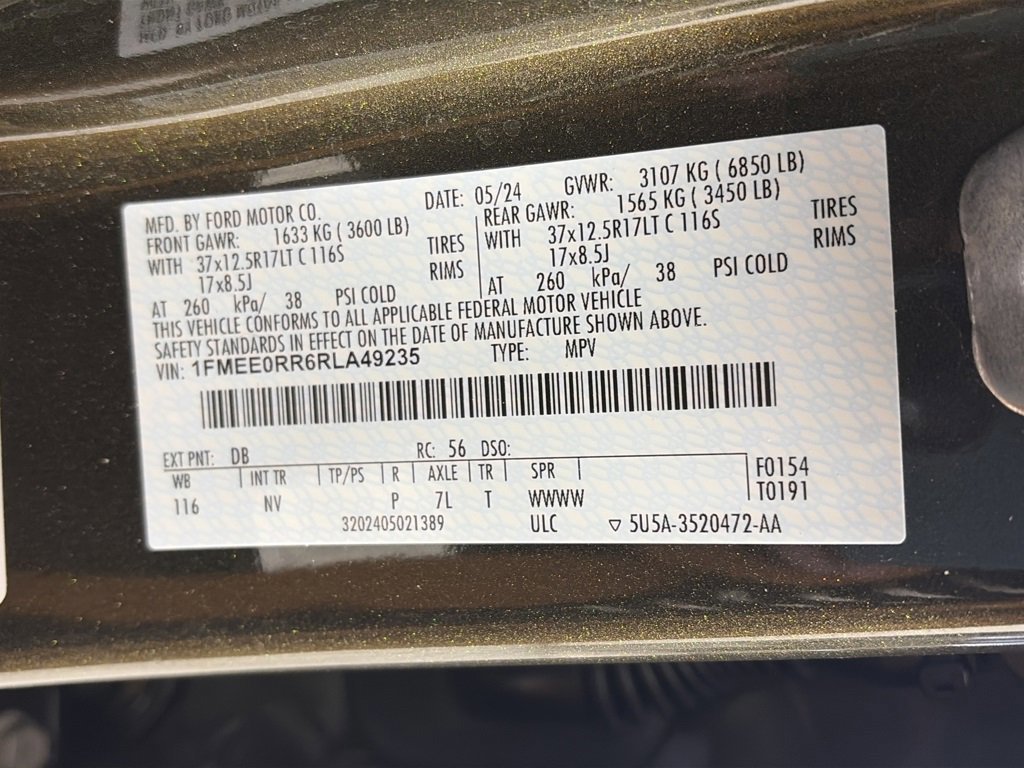 MFD. BY FORD MOTOR CO.
DATE: 05/24 GVWR: 3107 KG ( 6850 LB)
FRONT GAWR: 1633 KG ( 3600 LB) REAR GAWR: 1565 KG ( 3450 LB)
WITH 37x12.5R17LT C 116S TIRES WITH 37x12.5R17LT C 116S TIRES
17x8.5J RIMS 17x8.5J RIMS
AT 260 kPa/ 38 PSI COLD AT 260 kPa/ 38 PSI COLD
THIS VEHICLE CONFORMS TO ALL APPLICABLE FEDERAL MOTOR VEHICLE
SAFETY STANDARDS IN EFFECT ON THE DATE OF MANUFACTURE SHOWN ABOVE.
VIN: 1FMEE0RR6RLA49235 TYPE: MPV
EXT PNT: DB RC: 56 DSO:
WB INT TR TP/PS R AXLE TR SPR F0154
116 NV P 7L T WWWW T0191
3202405021389 ULC ▽ 5U5A-3520472-AA